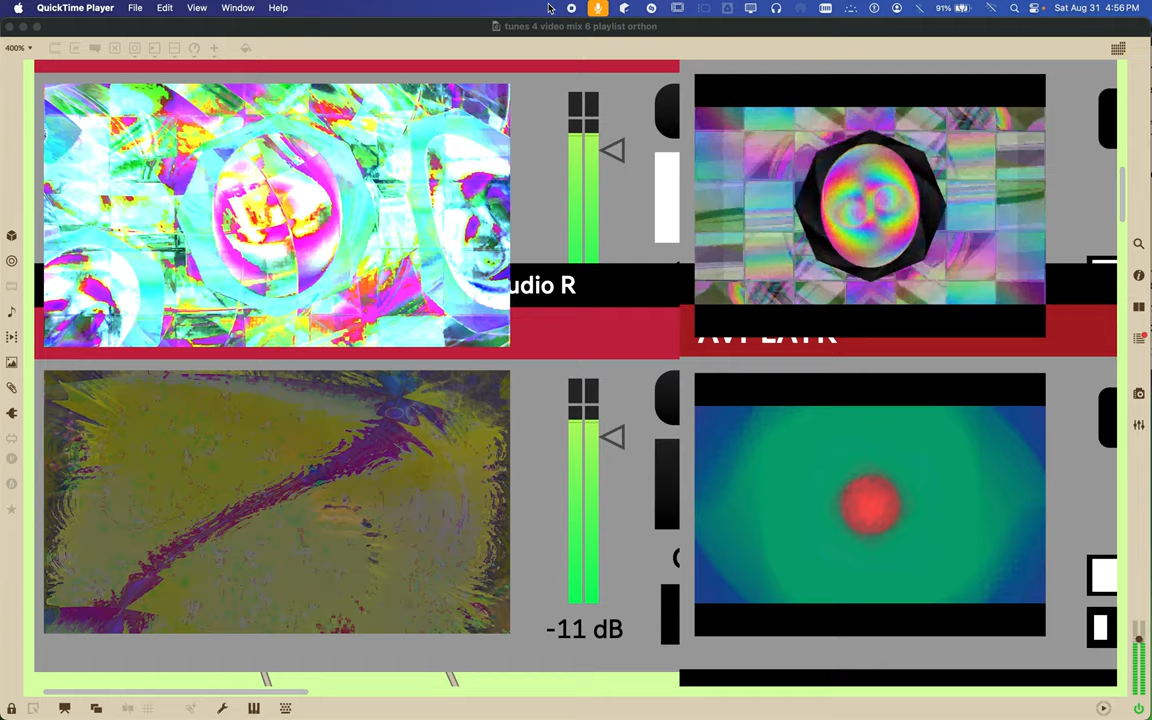 QuickTime Player File Edit View Window Help 91% Sat Aug 31 4:56 PM
tunes 4 video mix 6 playlist orthon
400%
udio R
-11 dB